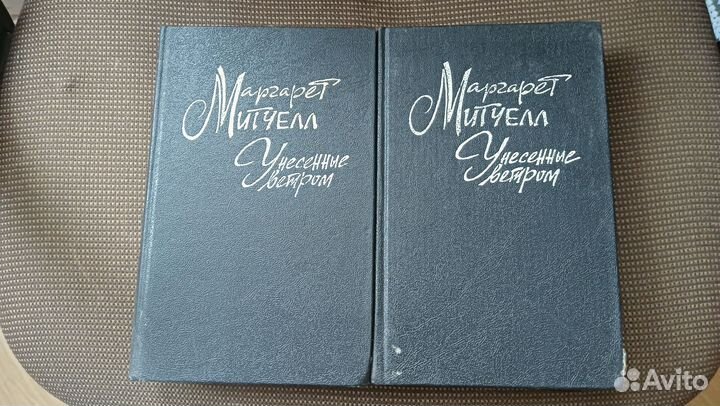 Маргарет
Митчелл
Унесенные
ветром
Маргарет
Митчелл
Унесенные
ветром
Avito